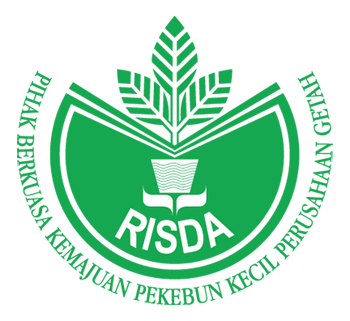 RISDA
PIHAK BERKUASA KEMAJUAN PEKEBUN KECIL PERUSAHAAN GETAH